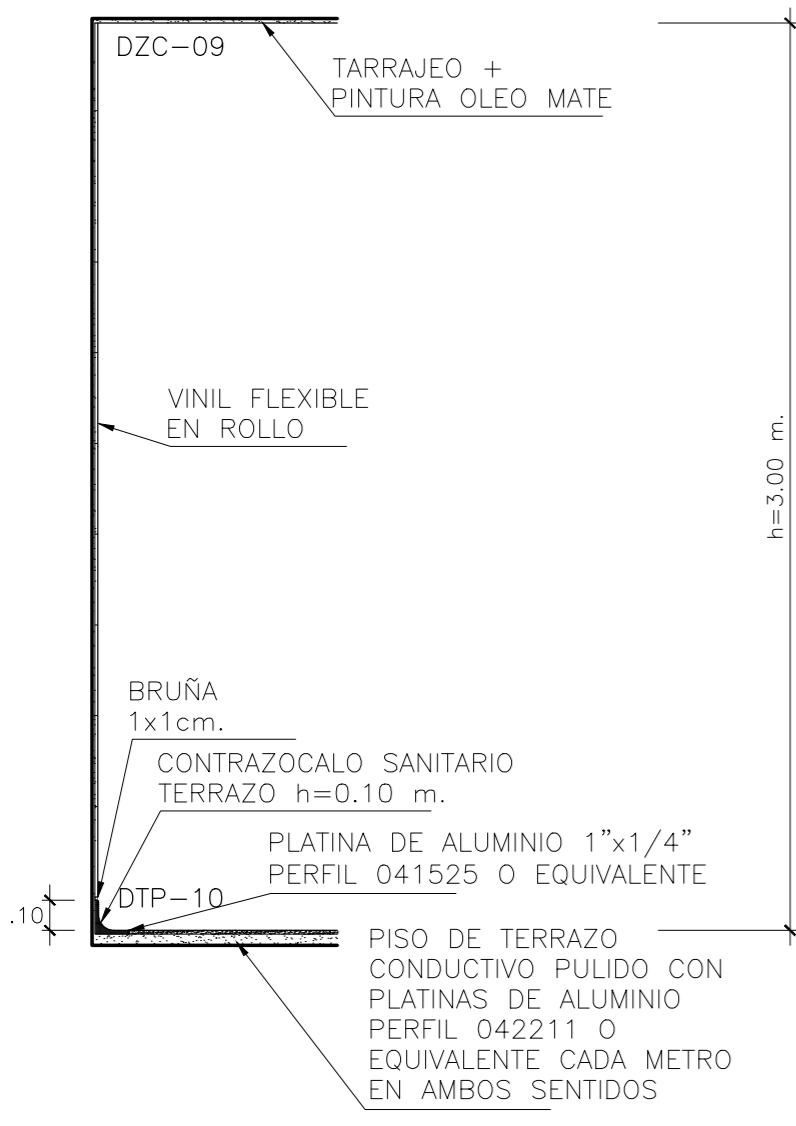 DZC-09
TARRAJEO +
PINTURA OLEO MATE
VINIL FLEXIBLE
EN ROLLO
h=3.00 m.
BRUÑA
1x1cm.
CONTRAZOCALO SANITARIO
TERRAZO h=0.10 m.
PLATINA DE ALUMINIO 1”x1/4”
PERFIL 041525 O EQUIVALENTE
DTP-10
.10
PISO DE TERRAZO
CONDUCTIVO PULIDO CON
PLATINAS DE ALUMINIO
PERFIL 042211 O
EQUIVALENTE CADA METRO
EN AMBOS SENTIDOS